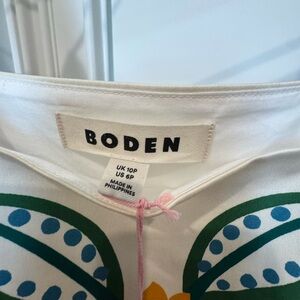 BODEN
UK 10P
US 6P
MADE IN
PHILIPPINES